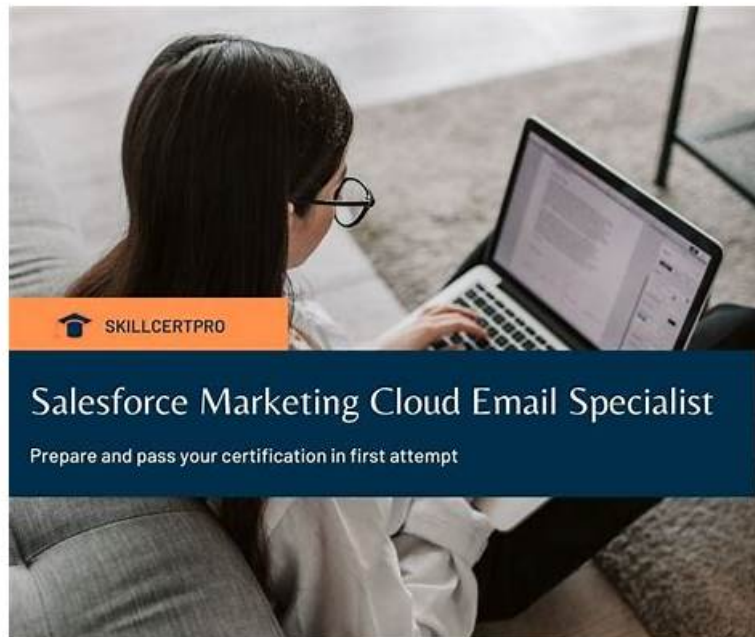 SKILLCERTPRO
Salesforce Marketing Cloud Email Specialist
Prepare and pass your certification in first attempt